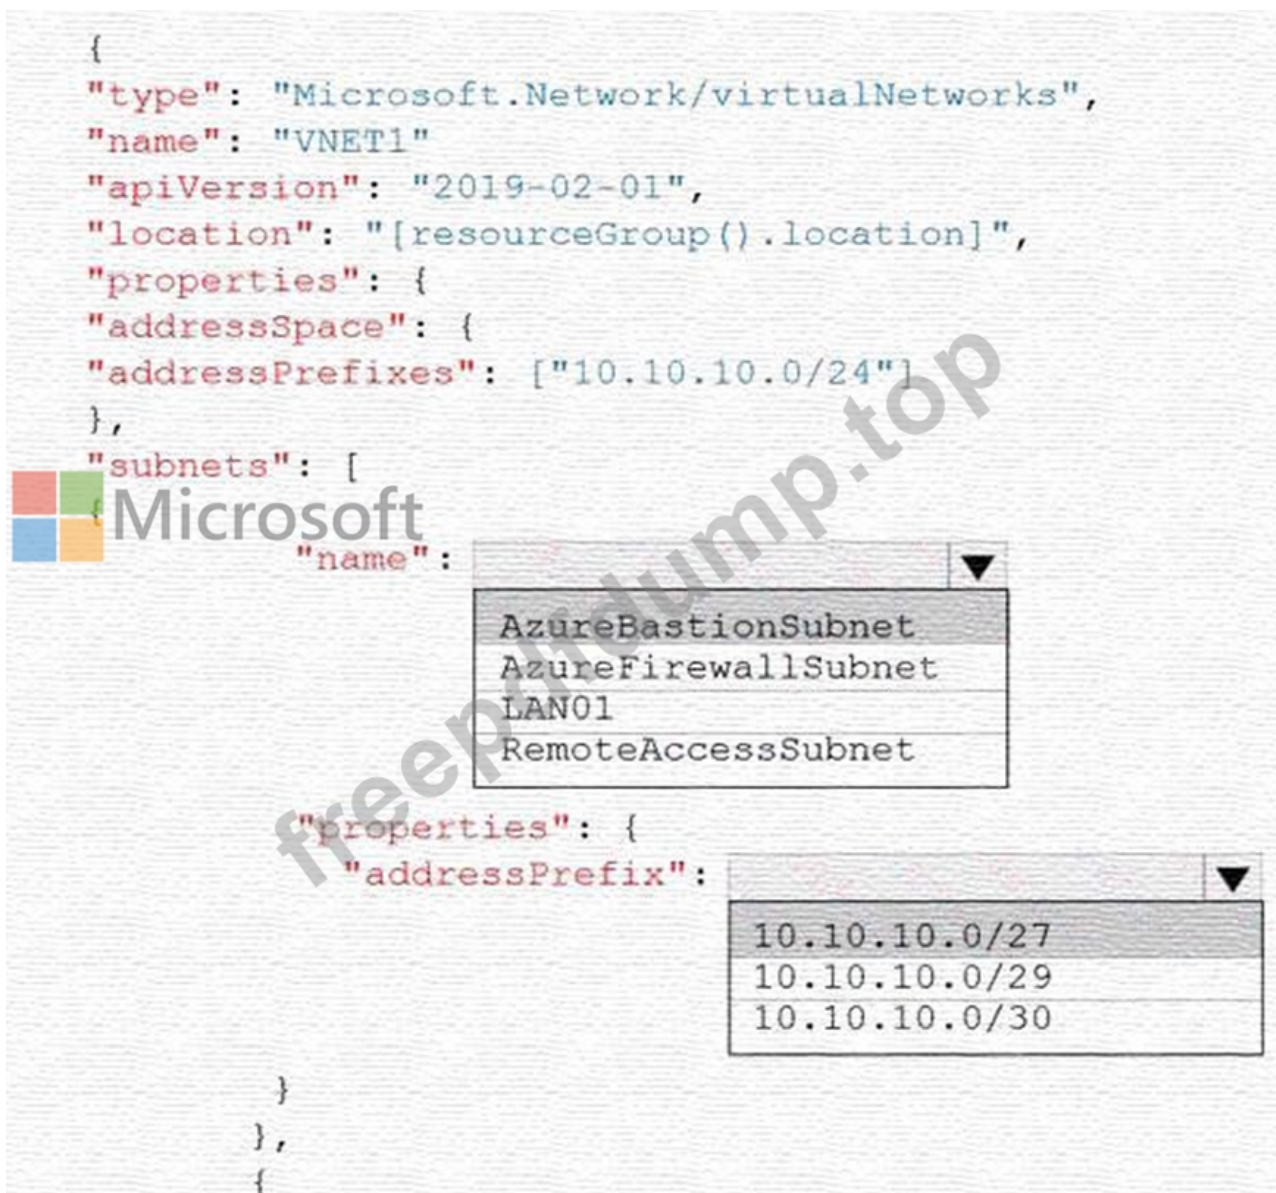 {
"type": "Microsoft.Network/virtualNetworks",
"name": "VNET1"
"apiVersion": "2019-02-01",
"location": "[resourceGroup().location]",
"properties": {
"addressSpace": {
"addressPrefixes": ["10.10.10.0/24"]
},
"subnets": [
{
Microsoft
"name":
AzureBastionSubnet
AzureFirewallSubnet
LAN01
RemoteAccessSubnet
"properties": {
"addressPrefix":
10.10.10.0/27
10.10.10.0/29
10.10.10.0/30
}
},
{
freepdfdump.top